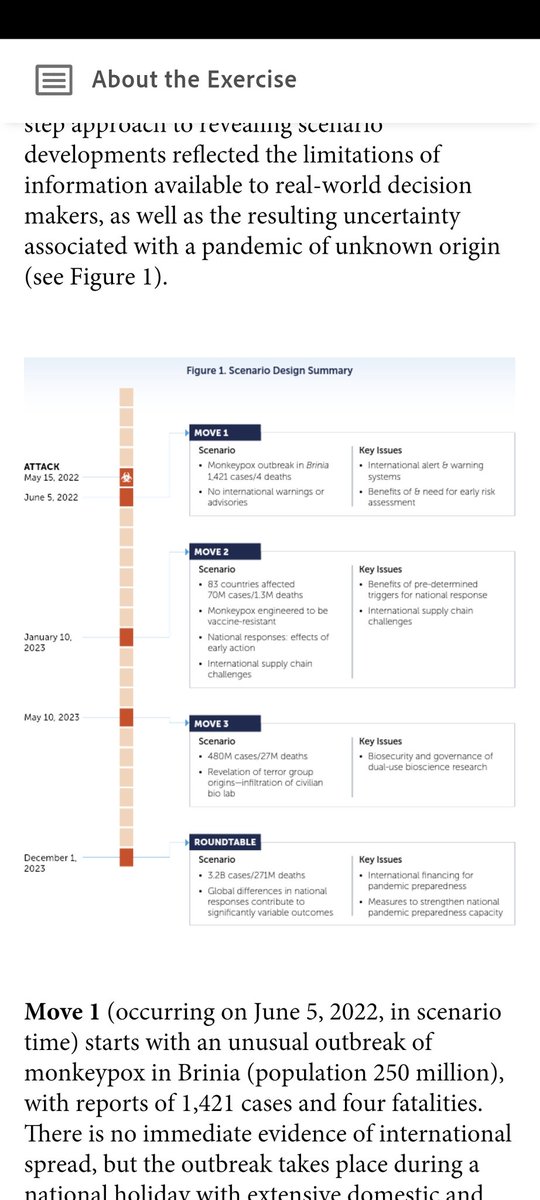 About the Exercise
step approach to revealing scenario
developments reflected the limitations of
information available to real-world decision
makers, as well as the resulting uncertainty
associated with a pandemic of unknown origin
(see Figure 1).
Figure 1. Scenario Design Summary
ATTACK
May 15, 2022
June 5, 2022
MOVE 1
Scenario
• Monkeypox outbreak in Brinia
1,421 cases/4 deaths
• No international warnings or
advisories
Key Issues
• International alert & warning
systems
• Benefits of & need for early risk
assessment
January 10,
2023
MOVE 2
Scenario
• 83 countries affected
70M cases/1.3M deaths
• Monkeypox engineered to be
vaccine-resistant
• National responses: effects of
early action
• International supply chain
challenges
Key Issues
• Benefits of pre-determined
triggers for national response
• International supply chain
challenges
May 10, 2023
MOVE 3
Scenario
• 480M cases/27M deaths
• Revelation of terror group
origins—infiltration of civilian
bio lab
Key Issues
• Biosecurity and governance of
dual-use bioscience research
December 1,
2023
ROUNDTABLE
Scenario
• 3.2B cases/271M deaths
• Global differences in national
responses contribute to
significantly variable outcomes
Key Issues
• International financing for
pandemic preparedness
• Measures to strengthen national
pandemic preparedness capacity
Move 1 (occurring on June 5, 2022, in scenario
time) starts with an unusual outbreak of
monkeypox in Brinia (population 250 million),
with reports of 1,421 cases and four fatalities.
There is no immediate evidence of international
spread, but the outbreak takes place during a
national holiday with extensive domestic and